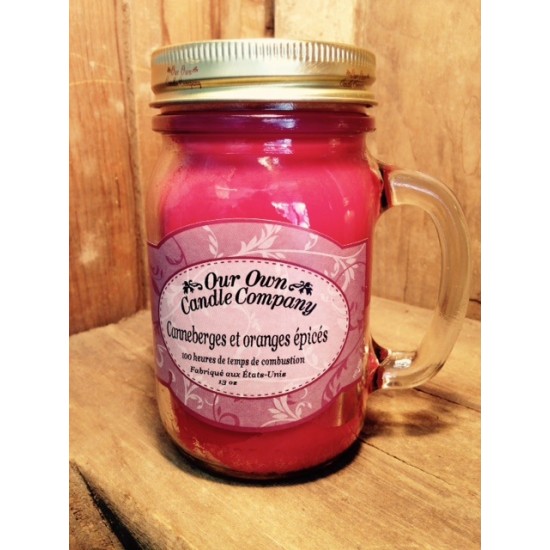 Our Own
Candle Company
Canneberges et oranges épicés
100 heures de temps de combustion
Fabriqué aux États-Unis
13 oz